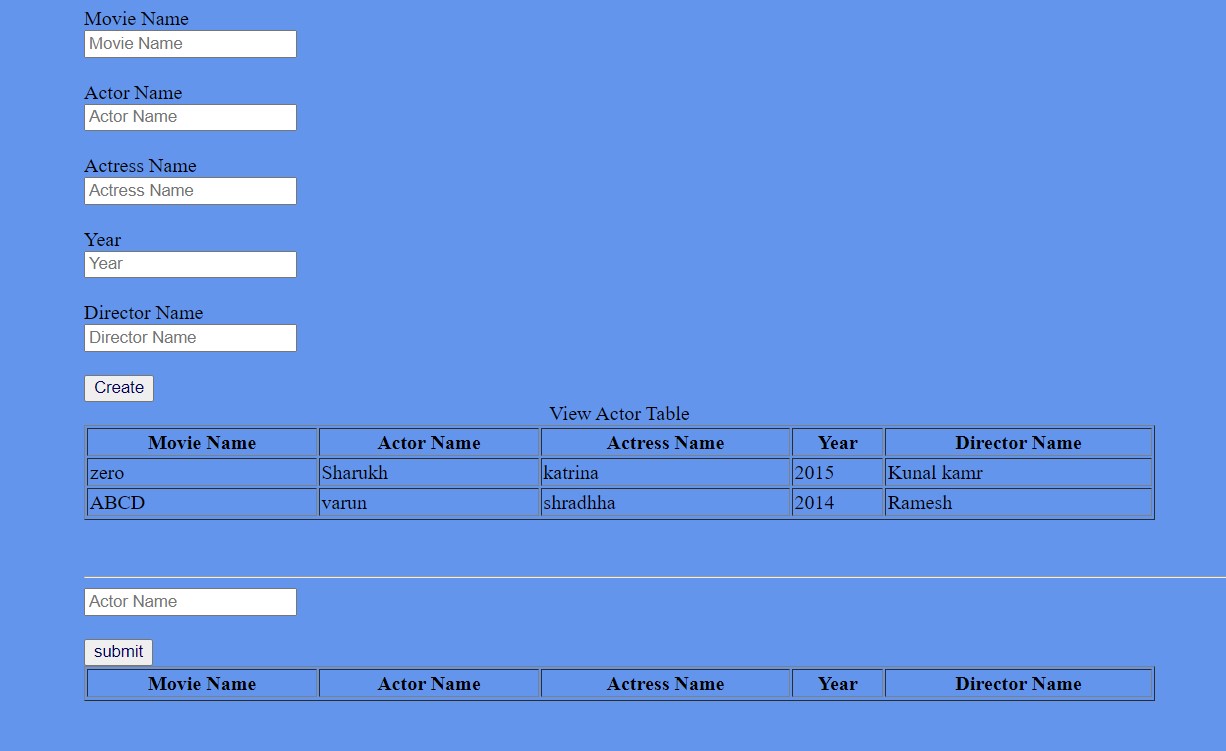 Movie Name
Movie Name
Actor Name
Actor Name
Actress Name
Actress Name
Year
Year
Director Name
Director Name
Create
View Actor Table
Movie Name Actor Name Actress Name Year Director Name
zero Sharukh katrina 2015 Kunal kamr
ABCD varun shradhha 2014 Ramesh
Actor Name
submit
Movie Name Actor Name Actress Name Year Director Name